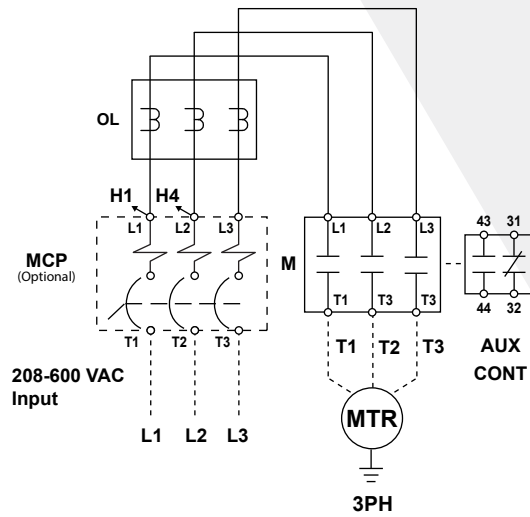 OL
H1 H4
L1 L2 L3
MCP
(Optional)
T1 T2 T3
208-600 VAC
Input
L1 L2 L3
M
L1 L2 L3
T1 T3 T3
T1 T2 T3
MTR
3PH
43 31
44 32
AUX
CONT